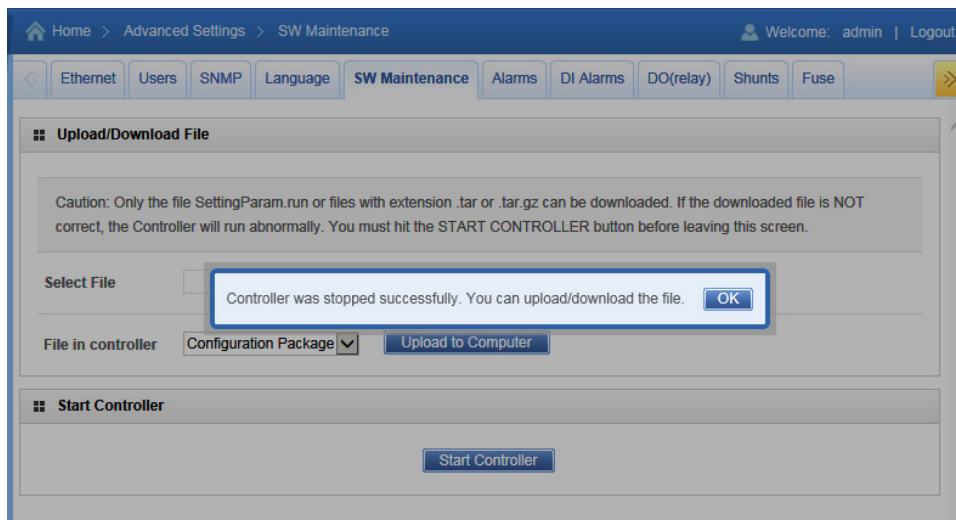 Home > Advanced Settings > SW Maintenance Welcome: admin | Logout
Ethernet Users SNMP Language SW Maintenance Alarms DI Alarms DO(relay) Shunts Fuse
Upload/Download File
Caution: Only the file SettingParam.run or files with extension .tar or .tar.gz can be downloaded. If the downloaded file is NOT
correct, the Controller will run abnormally. You must hit the START CONTROLLER button before leaving this screen.
Select File
Controller was stopped successfully. You can upload/download the file. OK
File in controller Configuration Package Upload to Computer
Start Controller
Start Controller